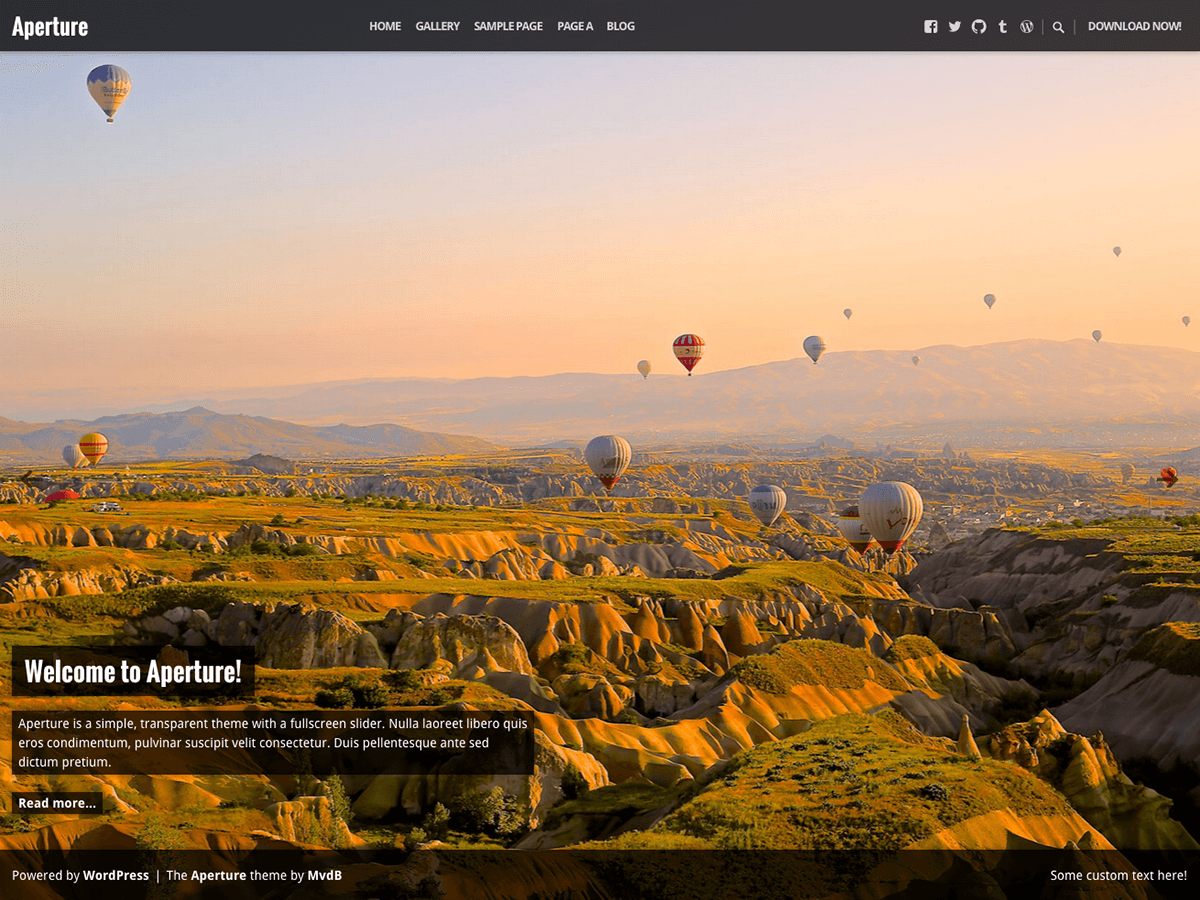 Aperture
HOME GALLERY SAMPLE PAGE PAGE A BLOG
DOWNLOAD NOW!
Welcome to Aperture!
Aperture is a simple, transparent theme with a fullscreen slider. Nulla laoreet libero quis
eros condimentum, pulvinar suscipit velit consectetur. Duis pellentesque ante sed
dictum pretium.
Read more...
Powered by WordPress | The Aperture theme by MvdB
Some custom text here!